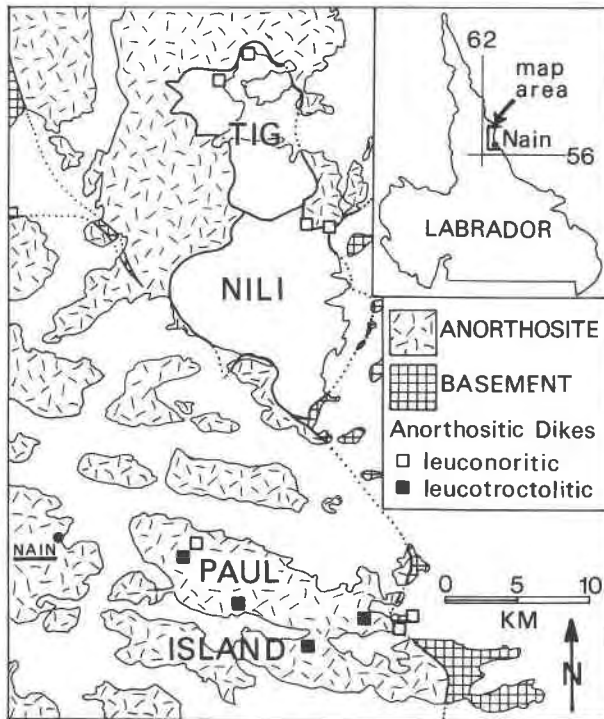 62
map
area
Nain
56
LABRADOR
TIG
NILI
ANORTHOSITE
BASEMENT
Anorthositic Dikes
leuconoritic
leucotroctolitic
NAIN
PAUL
ISLAND
0 5 10
KM
N